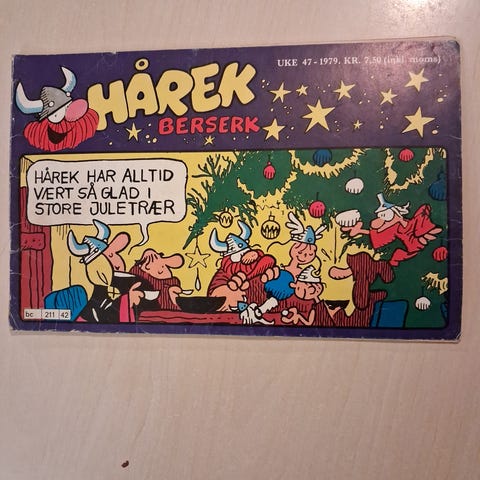 UKE 47-1979. KR. 7,50 (inkl. moms)
HÅREK
BERSERK
HÅREK HAR ALLTID
VÆRT SÅ GLAD I
STORE JULETRÆR
bc 211 42